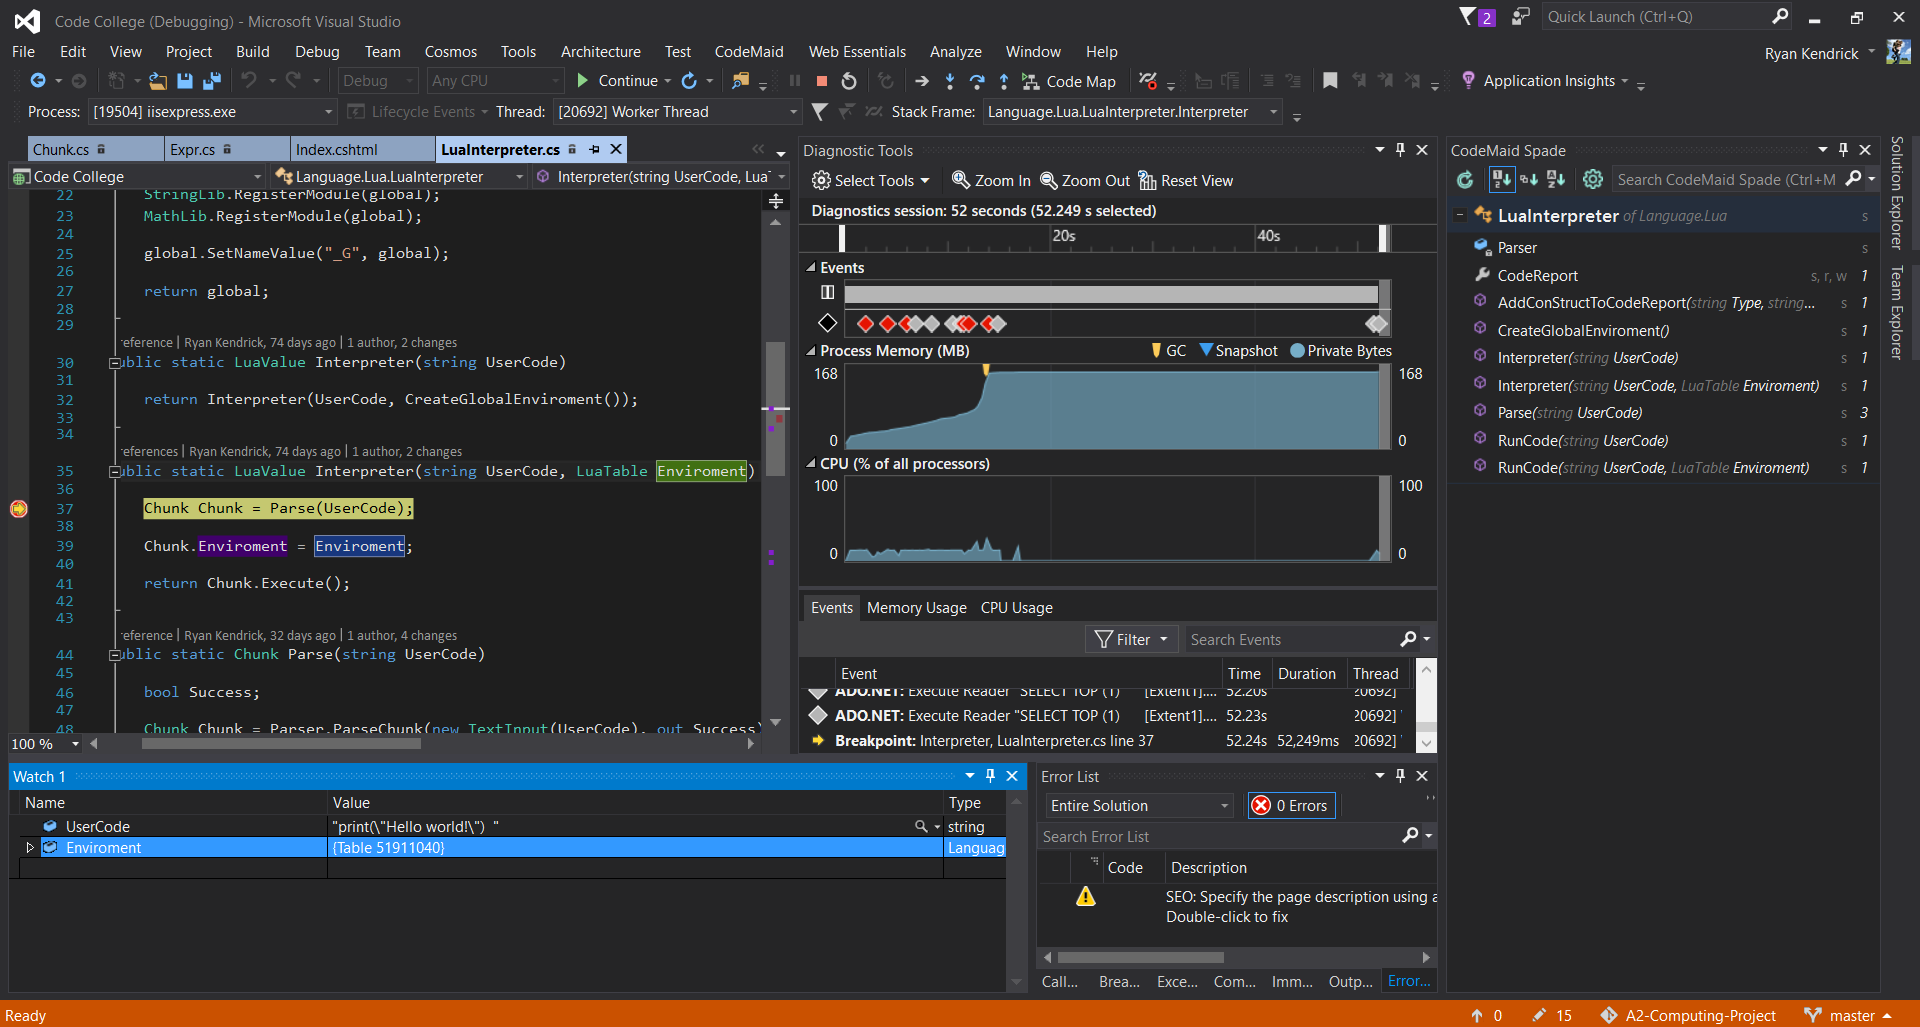 Code College (Debugging) - Microsoft Visual Studio
2
Quick Launch (Ctrl+Q)
File Edit View Project Build Debug Team Cosmos Tools Architecture Test CodeMaid Web Essentials Analyze Window Help
Ryan Kendrick
Debug Any CPU Continue Code Map Application Insights
Process: [19504] iisexpress.exe Lifecycle Events Thread: [20692] Worker Thread Stack Frame: Language.Lua.LuaInterpreter.Interpreter
Chunk.cs Expr.cs Index.cshtml LuaInterpreter.cs
Code College Language.Lua.LuaInterpreter Interpreter(string UserCode, Lua
22 StringLib.RegisterModule(global);
23 MathLib.RegisterModule(global);
24
25 global.SetNameValue("_G", global);
26
27 return global;
28
29
reference | Ryan Kendrick, 74 days ago | 1 author, 2 changes
30 ublic static LuaValue Interpreter(string UserCode)
31
32 return Interpreter(UserCode, CreateGlobalEnviroment());
33
34
eferences | Ryan Kendrick, 74 days ago | 1 author, 2 changes
35 ublic static LuaValue Interpreter(string UserCode, LuaTable Enviroment)
36
37 Chunk Chunk = Parse(UserCode);
38
39 Chunk.Enviroment = Enviroment;
40
41 return Chunk.Execute();
42
43
eference | Ryan Kendrick, 32 days ago | 1 author, 4 changes
44 ublic static Chunk Parse(string UserCode)
45
46 bool Success;
47
48 Chunk Chunk = Parser.ParseChunk(new TextInput(UserCode), out Success)
100 %
Diagnostic Tools
Select Tools Zoom In Zoom Out Reset View
Diagnostics session: 52 seconds (52.249 s selected)
20s 40s
Events
Process Memory (MB) GC Snapshot Private Bytes
168 168
0 0
CPU (% of all processors)
100 100
0 0
Events Memory Usage CPU Usage
Filter Search Events
Event Time Duration Thread
ADO.NET: Execute Reader "SELECT TOP (1) [Extent1].... 52.20s 20692]
ADO.NET: Execute Reader "SELECT TOP (1) [Extent1].... 52.23s 20692]
Breakpoint: Interpreter, LuaInterpreter.cs line 37 52.24s 52,249ms 20692]
CodeMaid Spade
Search CodeMaid Spade (Ctrl+M
LuaInterpreter of Language.Lua s
Parser s
CodeReport s, r, w 1
AddConStructToCodeReport(string Type, string... s 1
CreateGlobalEnviroment() s 1
Interpreter(string UserCode) s 1
Interpreter(string UserCode, LuaTable Enviroment) s 1
Parse(string UserCode) s 3
RunCode(string UserCode) s 1
RunCode(string UserCode, LuaTable Enviroment) s 1
Solution Explorer
Team Explorer
Watch 1
Name Value Type
UserCode "print(\"Hello world!\") " string
Enviroment {Table 51911040} Languag
Error List
Entire Solution 0 Errors
Search Error List
Code Description
SEO: Specify the page description using a
Double-click to fix
Call... Brea... Exce... Com... Imm... Outp... Error...
Ready 0 15 A2-Computing-Project master